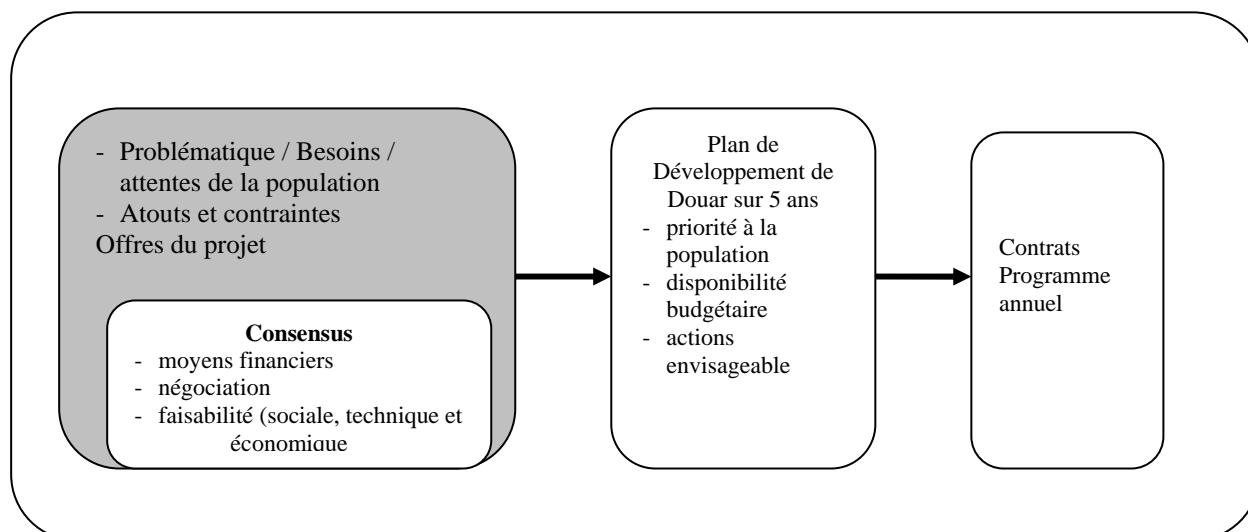 - Problématique / Besoins /
attentes de la population
- Atouts et contraintes
Offres du projet
Consensus
- moyens financiers
- négociation
- faisabilité (sociale, technique et
économique
Plan de
Développement de
Douar sur 5 ans
- priorité à la
population
- disponibilité
budgétaire
- actions
envisageable
Contrats
Programme
annuel